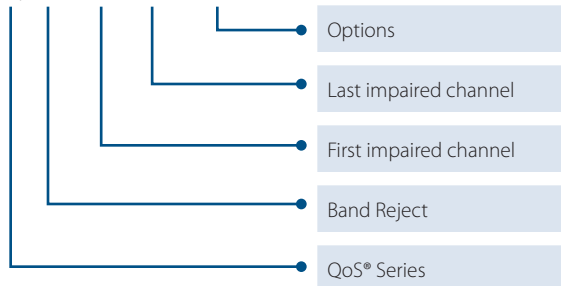 Options
Last impaired channel
First impaired channel
Band Reject
QoS® Series